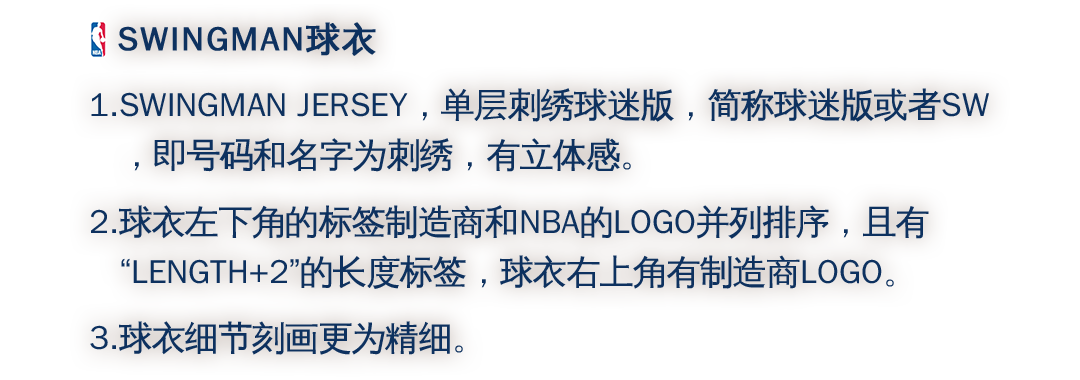 SWINGMAN球衣
1.SWINGMAN JERSEY，单层刺绣球迷版，简称球迷版或者SW
，即号码和名字为刺绣，有立体感。
2.球衣左下角的标签制造商和NBA的LOGO并列排序，且有
“LENGTH+2”的长度标签，球衣右上角有制造商LOGO。
3.球衣细节刻画更为精细。